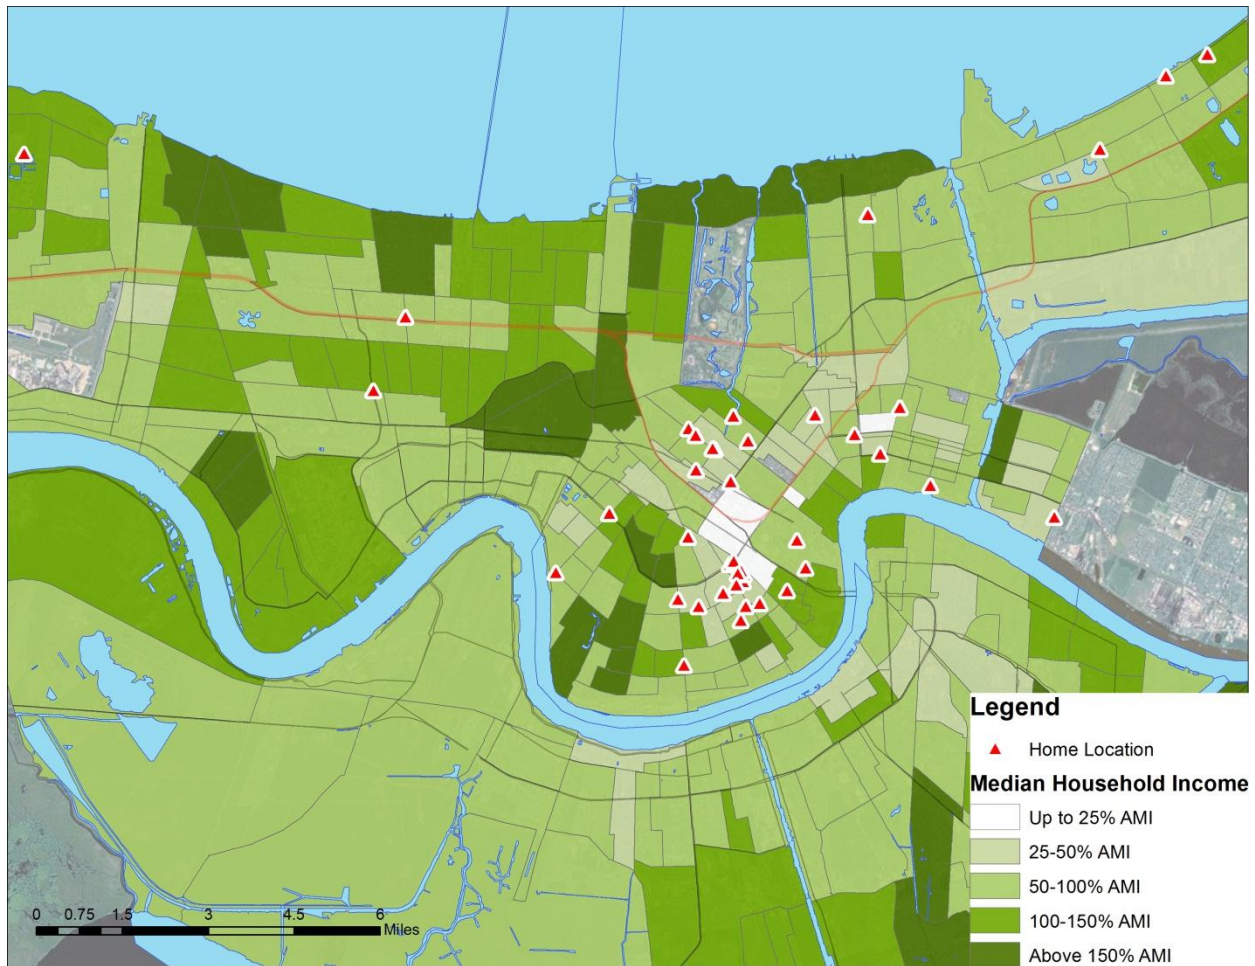 Legend
Home Location
Median Household Income
Up to 25% AMI
25-50% AMI
50-100% AMI
100-150% AMI
Above 150% AMI
0 0.75 1.5 3 4.5 6
Miles